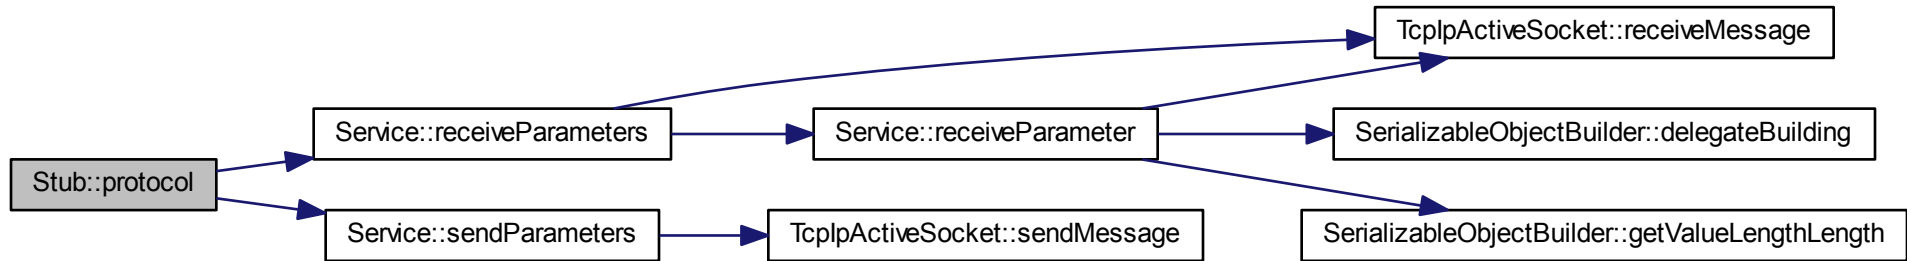 TcpIpActiveSocket::receiveMessage
Service::receiveParameters
Service::receiveParameter
SerializableObjectBuilder::delegateBuilding
Stub::protocol
Service::sendParameters
TcpIpActiveSocket::sendMessage
SerializableObjectBuilder::getValueLengthLength